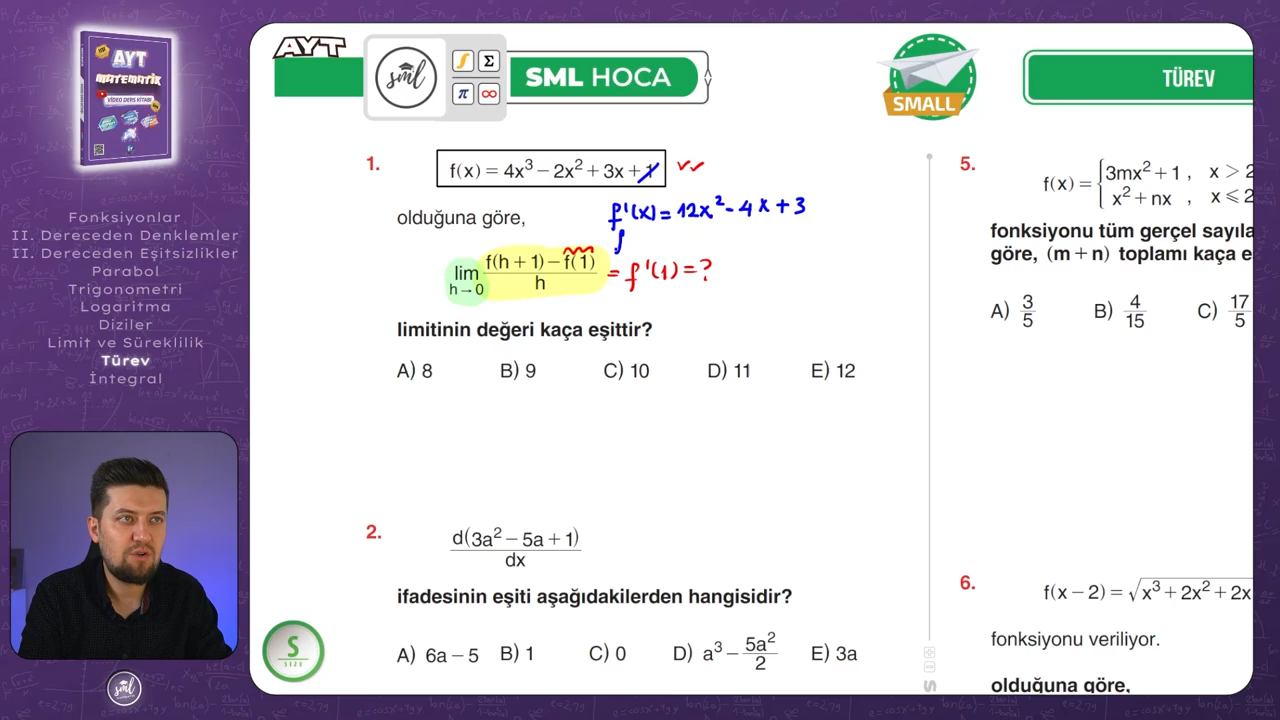 AYT
MATEMATİK
VİDEO DERS KİTABI
Fonksiyonlar
II. Dereceden Denklemler
II. Dereceden Eşitsizlikler
Parabol
Trigonometri
Logaritma
Diziler
Limit ve Süreklilik
Türev
İntegral
sml
AYT
sml
∫ Σ
π ∞
SML HOCA
SMALL
TÜREV
1.
f(x) = 4x³ − 2x² + 3x + 1
olduğuna göre,
f'(x) = 12x² - 4x + 3
f
lim h→0 f(h + 1) − f(1) / h = f'(1) = ?
limitinin değeri kaça eşittir?
A) 8 B) 9 C) 10 D) 11 E) 12
2.
d(3a² − 5a + 1) / dx
ifadesinin eşiti aşağıdakilerden hangisidir?
A) 6a − 5 B) 1 C) 0 D) a³ − 5a²/2 E) 3a
S
SIZE
5.
f(x) = { 3mx² + 1 , x > 2
x² + nx , x ⩽ 2
fonksiyonu tüm gerçel sayıla
göre, (m + n) toplamı kaça e
A) 3/5 B) 4/15 C) 17/5
6.
f(x − 2) = √x³ + 2x² + 2x
fonksiyonu veriliyor.
olduğuna göre,